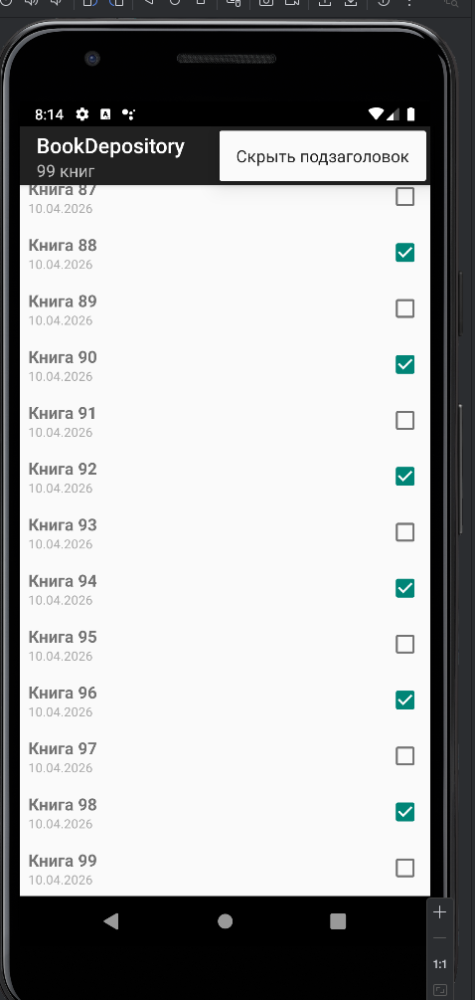 8:14
BookDepository
99 книг
Скрыть подзаголовок
Книга 87
10.04.2026
Книга 88
10.04.2026
Книга 89
10.04.2026
Книга 90
10.04.2026
Книга 91
10.04.2026
Книга 92
10.04.2026
Книга 93
10.04.2026
Книга 94
10.04.2026
Книга 95
10.04.2026
Книга 96
10.04.2026
Книга 97
10.04.2026
Книга 98
10.04.2026
Книга 99
10.04.2026
1:1